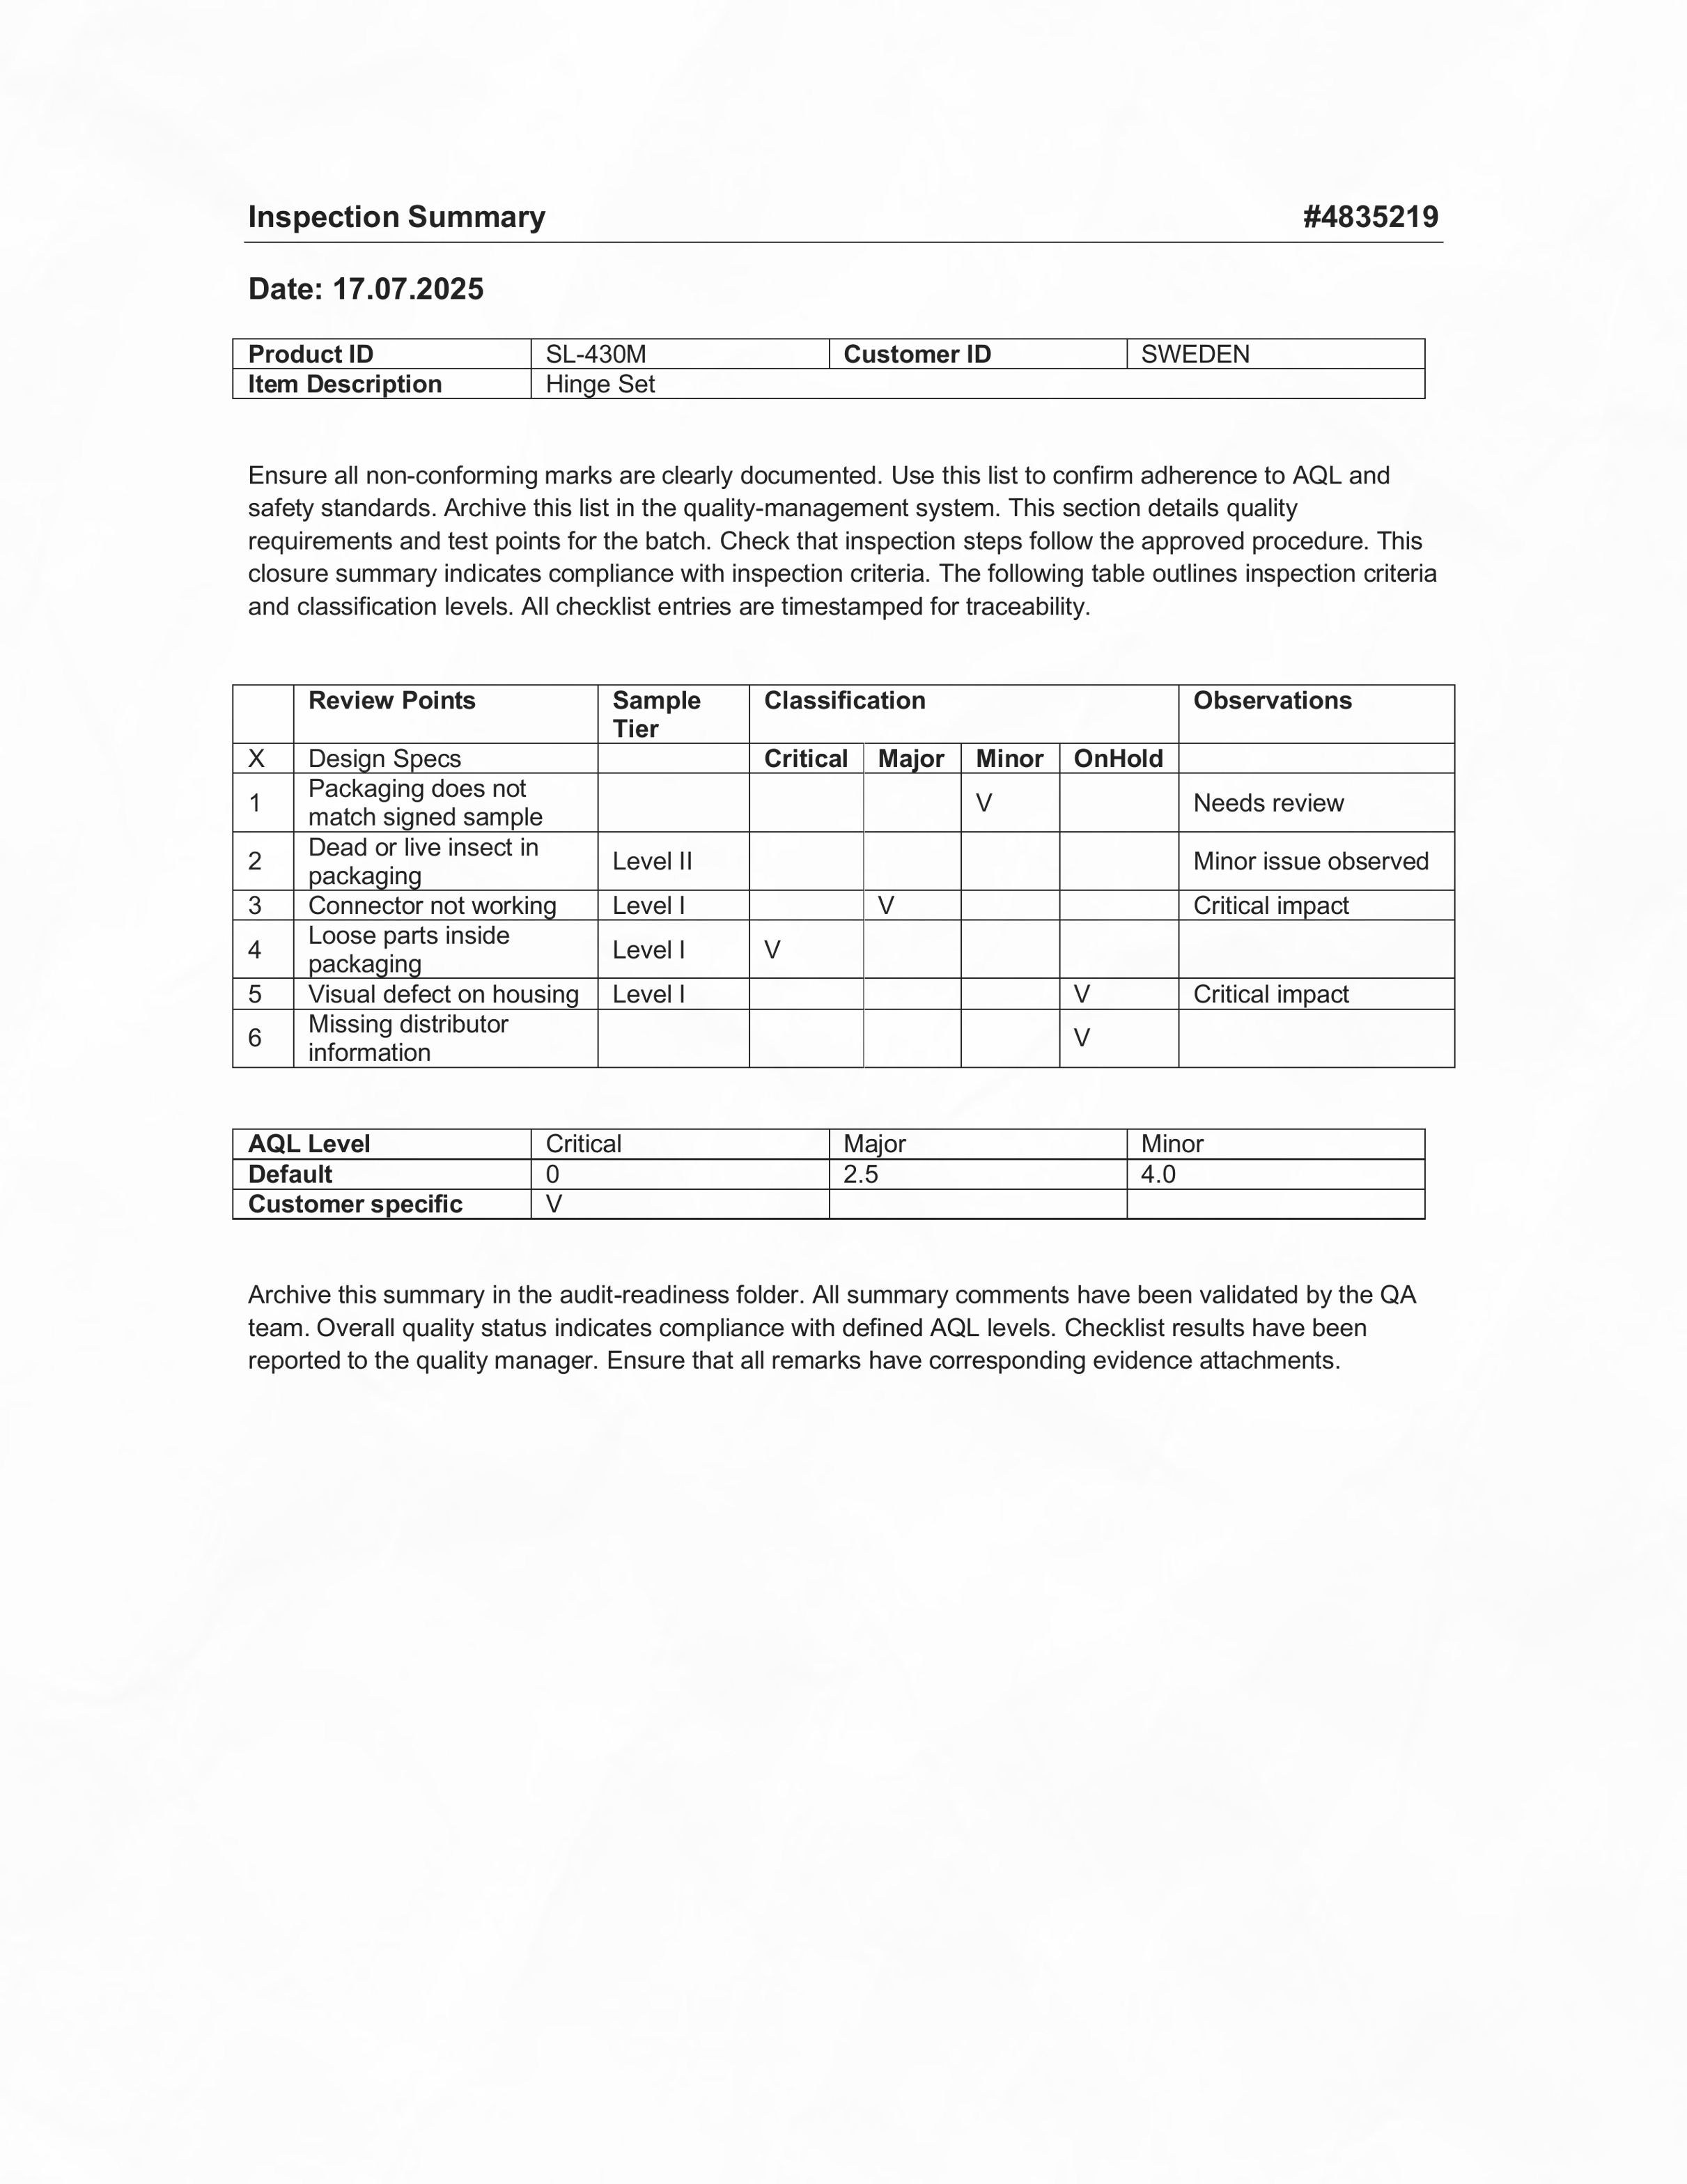 Inspection Summary #4835219
Date: 17.07.2025
Product ID SL-430M Customer ID SWEDEN
Item Description Hinge Set
Ensure all non-conforming marks are clearly documented. Use this list to confirm adherence to AQL and
safety standards. Archive this list in the quality-management system. This section details quality
requirements and test points for the batch. Check that inspection steps follow the approved procedure. This
closure summary indicates compliance with inspection criteria. The following table outlines inspection criteria
and classification levels. All checklist entries are timestamped for traceability.
Review Points Sample Classification Observations
Tier
X Design Specs Critical Major Minor OnHold
Packaging does not
1 V Needs review
match signed sample
Dead or live insect in
2 Level II Minor issue observed
packaging
3 Connector not working Level I V Critical impact
Loose parts inside
4 Level I V
packaging
5 Visual defect on housing Level I V Critical impact
Missing distributor
6 V
information
AQL Level Critical Major Minor
Default 0 2.5 4.0
Customer specific V
Archive this summary in the audit-readiness folder. All summary comments have been validated by the QA
team. Overall quality status indicates compliance with defined AQL levels. Checklist results have been
reported to the quality manager. Ensure that all remarks have corresponding evidence attachments.